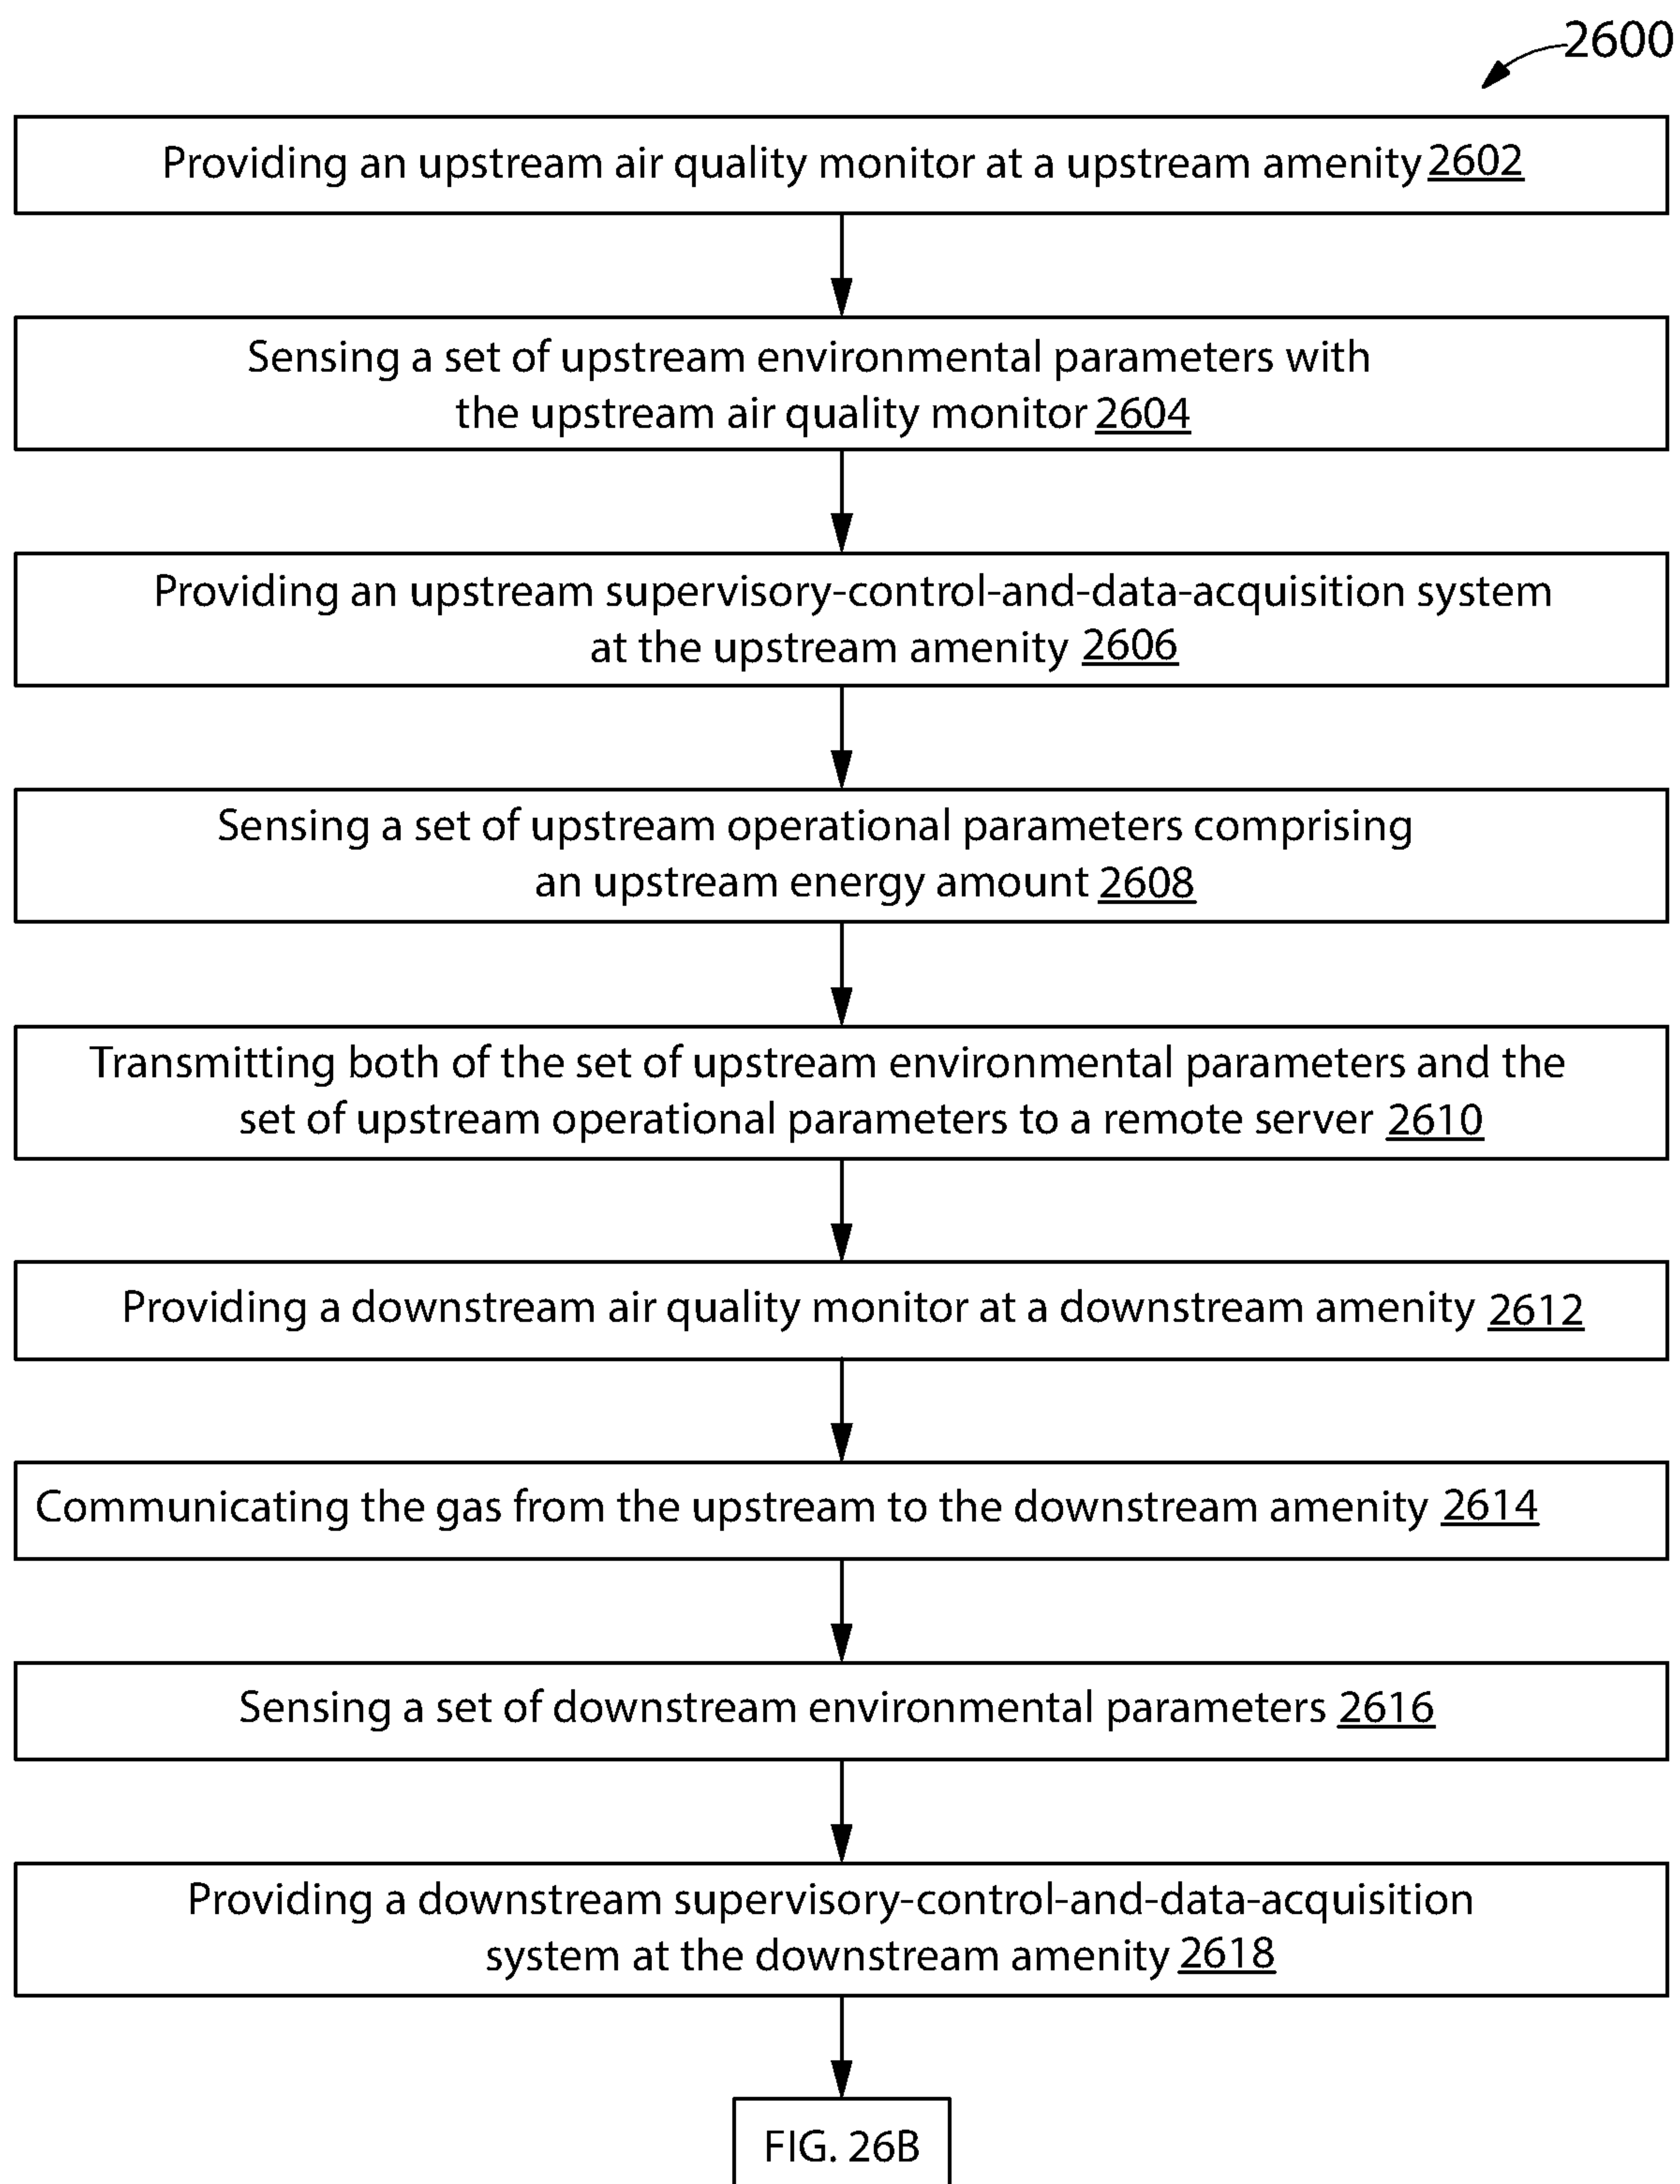 2600
Providing an upstream air quality monitor at a upstream amenity 2602
Sensing a set of upstream environmental parameters with
the upstream air quality monitor 2604
Providing an upstream supervisory-control-and-data-acquisition system
at the upstream amenity 2606
Sensing a set of upstream operational parameters comprising
an upstream energy amount 2608
Transmitting both of the set of upstream environmental parameters and the
set of upstream operational parameters to a remote server 2610
Providing a downstream air quality monitor at a downstream amenity 2612
Communicating the gas from the upstream to the downstream amenity 2614
Sensing a set of downstream environmental parameters 2616
Providing a downstream supervisory-control-and-data-acquisition
system at the downstream amenity 2618
FIG. 26B